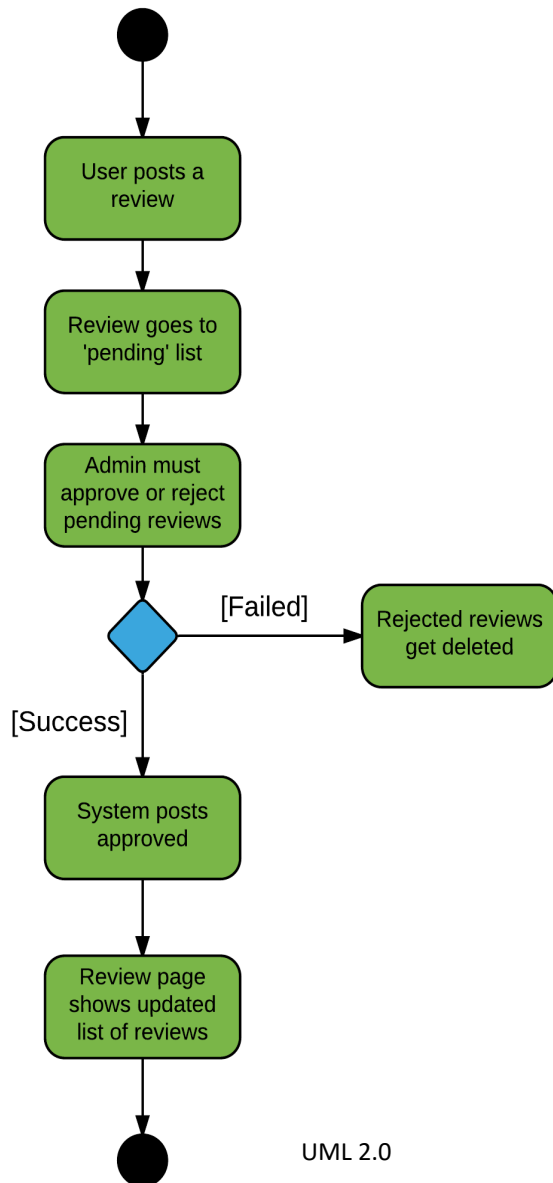 User posts a
review
Review goes to
'pending' list
Admin must
approve or reject
pending reviews
[Failed]
Rejected reviews
get deleted
[Success]
System posts
approved
Review page
shows updated
list of reviews
UML 2.0